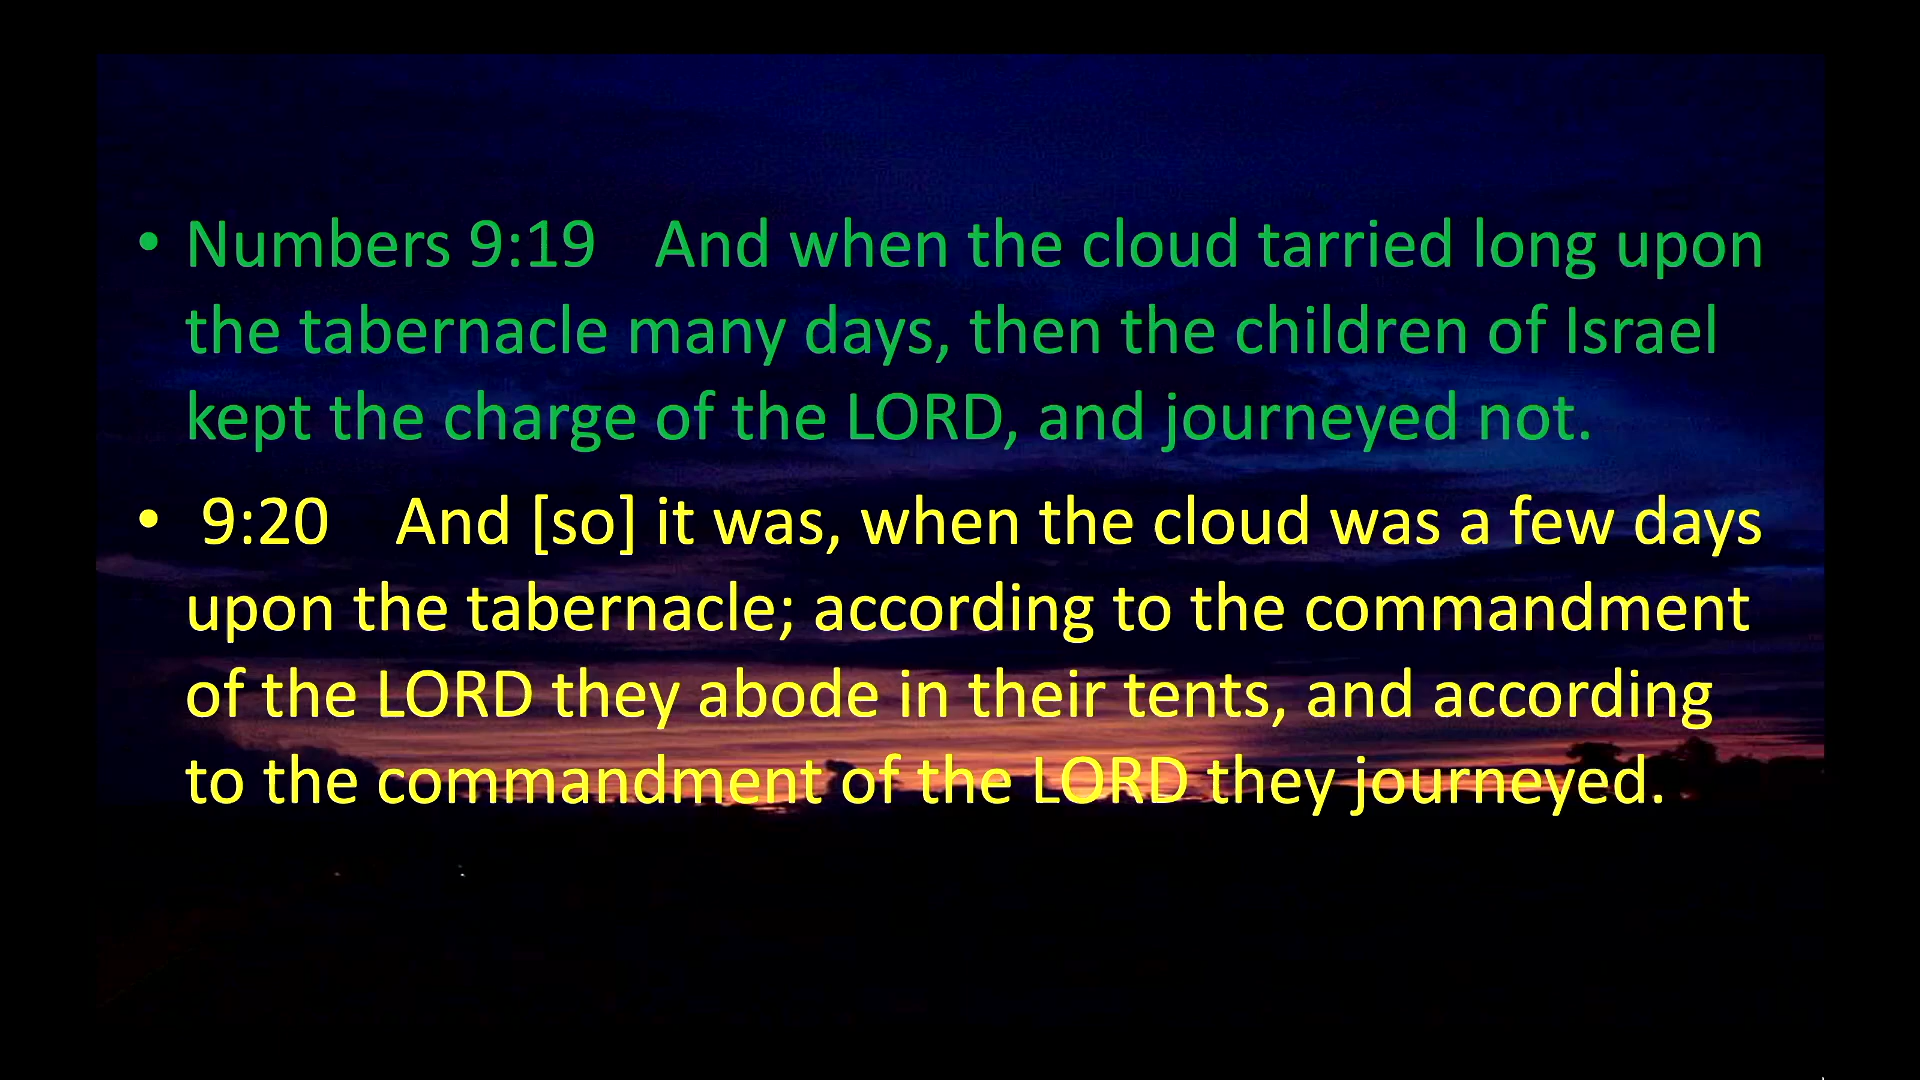 • Numbers 9:19 And when the cloud tarried long upon
the tabernacle many days, then the children of Israel
kept the charge of the LORD, and journeyed not.
• 9:20 And [so] it was, when the cloud was a few days
upon the tabernacle; according to the commandment
of the LORD they abode in their tents, and according
to the commandment of the LORD they journeyed.